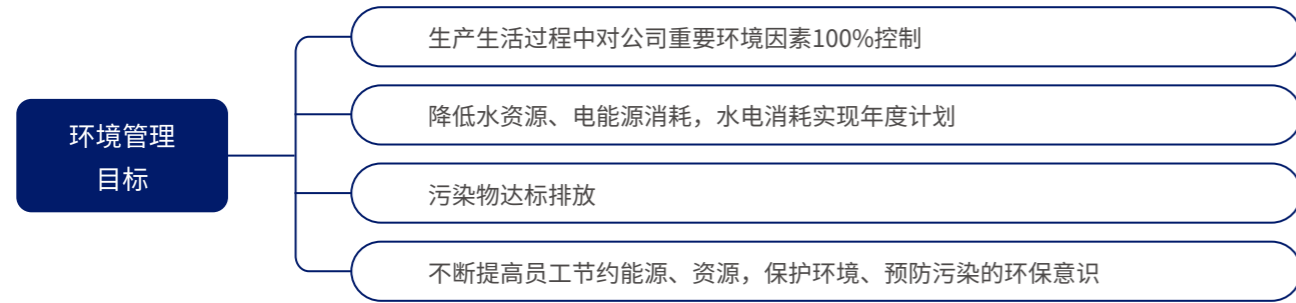 环境管理
目标
生产生活过程中对公司重要环境因素100%控制
降低水资源、电能源消耗，水电消耗实现年度计划
污染物达标排放
不断提高员工节约能源、资源，保护环境、预防污染的环保意识